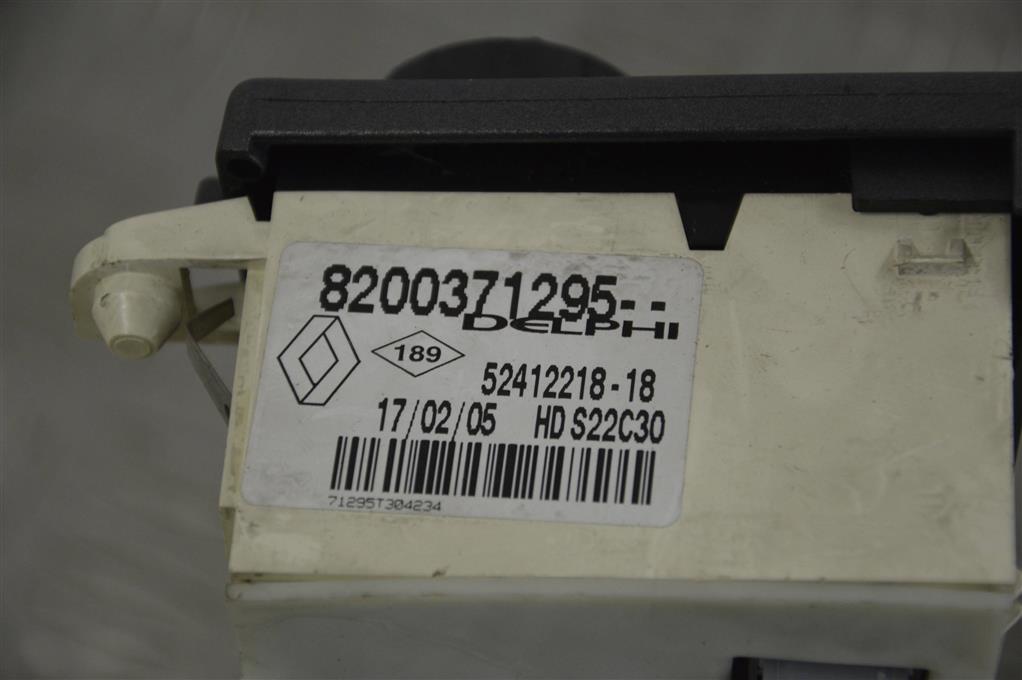 8200371295--
DELPHI
189
52412218-18
17/02/05 HD S22C30
71295T304234